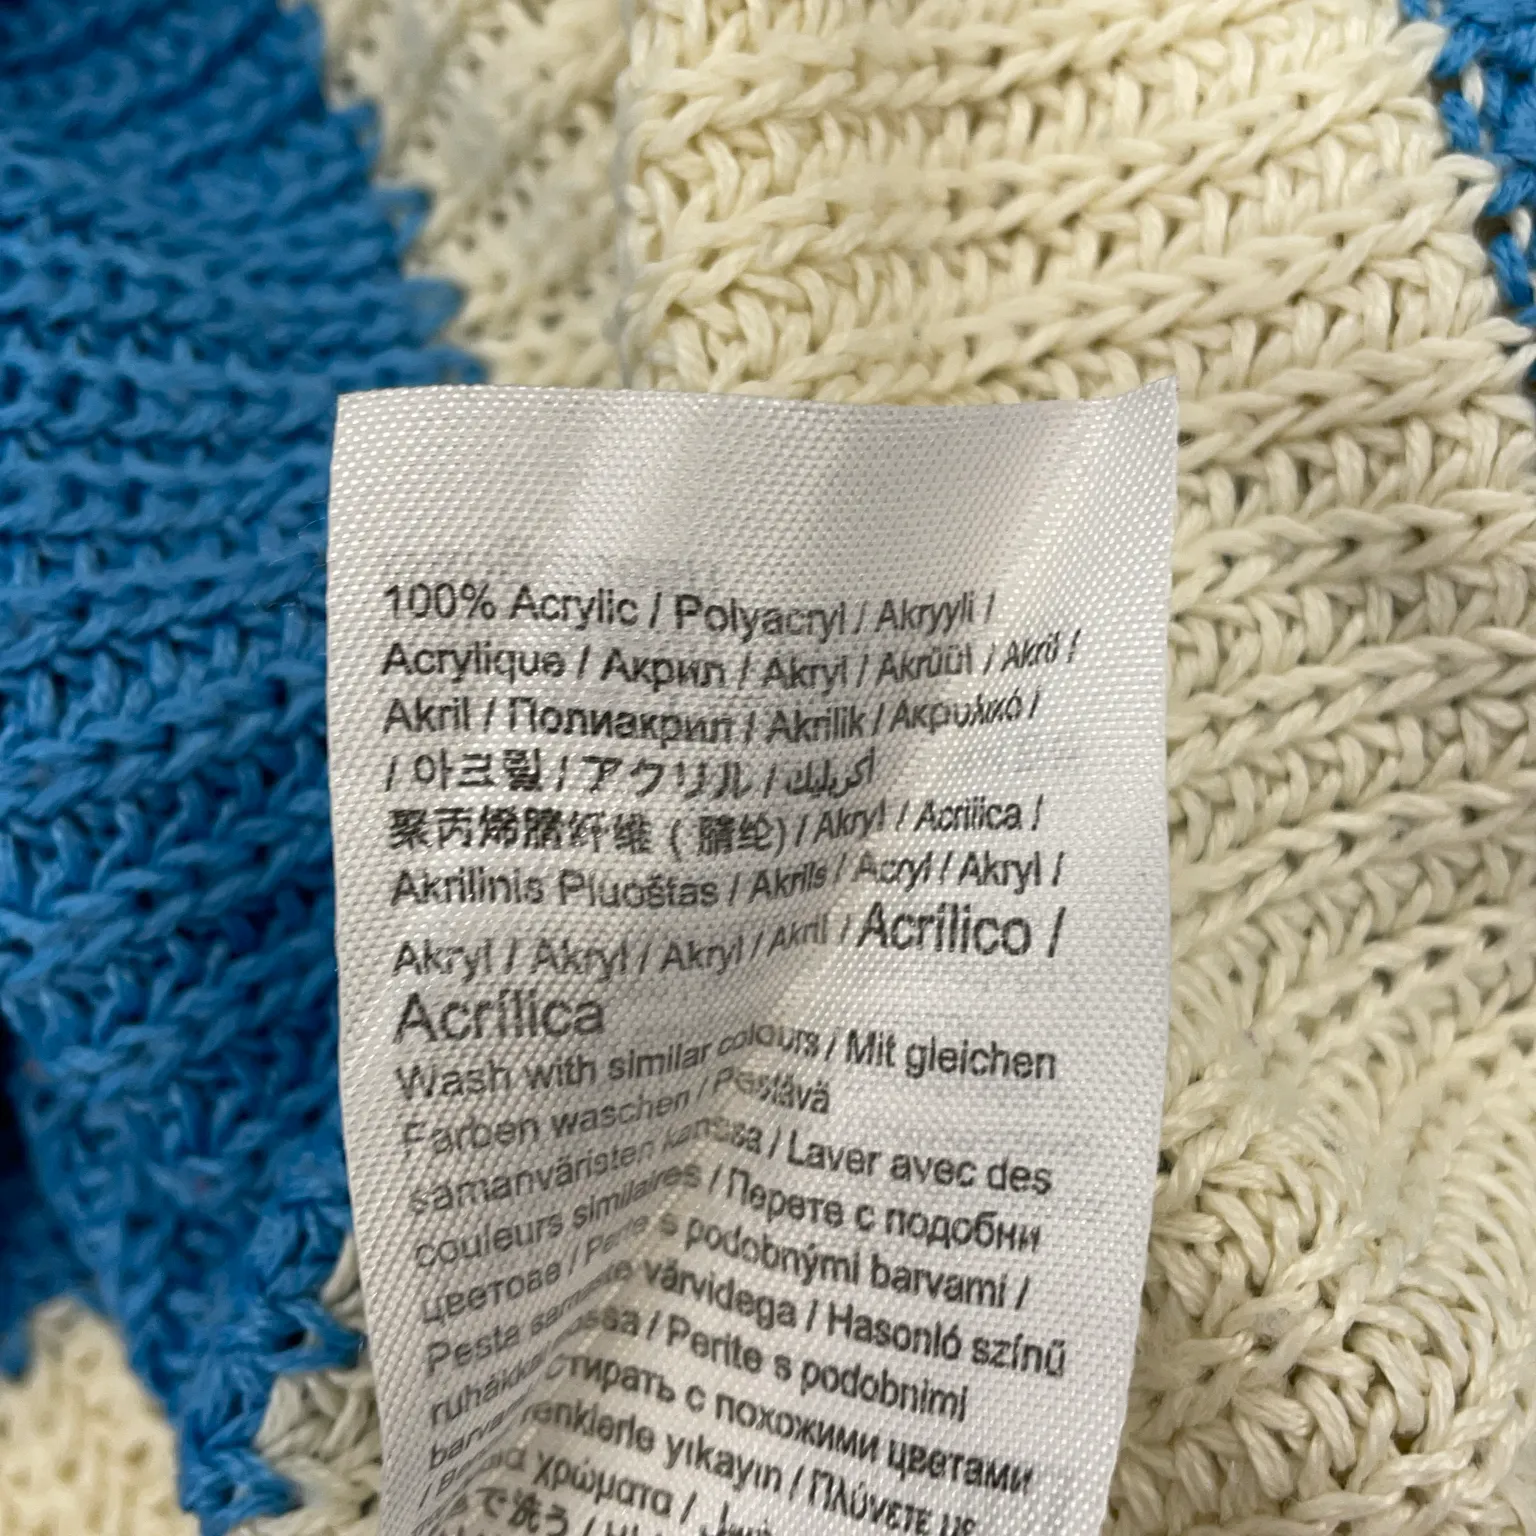 100% Acrylic / Polyacryl / Akryyli /
Acrylique / Акрил / Akryl / Akrüül / Akril /
Akril / Полиакрил / Akrilik / Ακρυλικό /
/ 아크릴 / アクリル / أكريليك
聚丙烯腈纤维 ( 腈纶) / Akryl / Acrilica /
Akrilinis Pluoštas / Akrils / Acryl / Akryl /
Akryl / Akryl / Akryl / Akril / Acrílico /
Acrílica
Wash with similar colours / Mit gleichen
Farben waschen / Pestävä
samanväristen kanssa / Laver avec des
couleurs similaires / Перете с подобни
цветове / Perte s podobnými barvami /
Pesta värvidega / Hasonló színű
/ Perite s podobnimi
стирать с похожими цветами
renklerle yıkayın / Πλύνετε με
χρώματα /
で洗う /